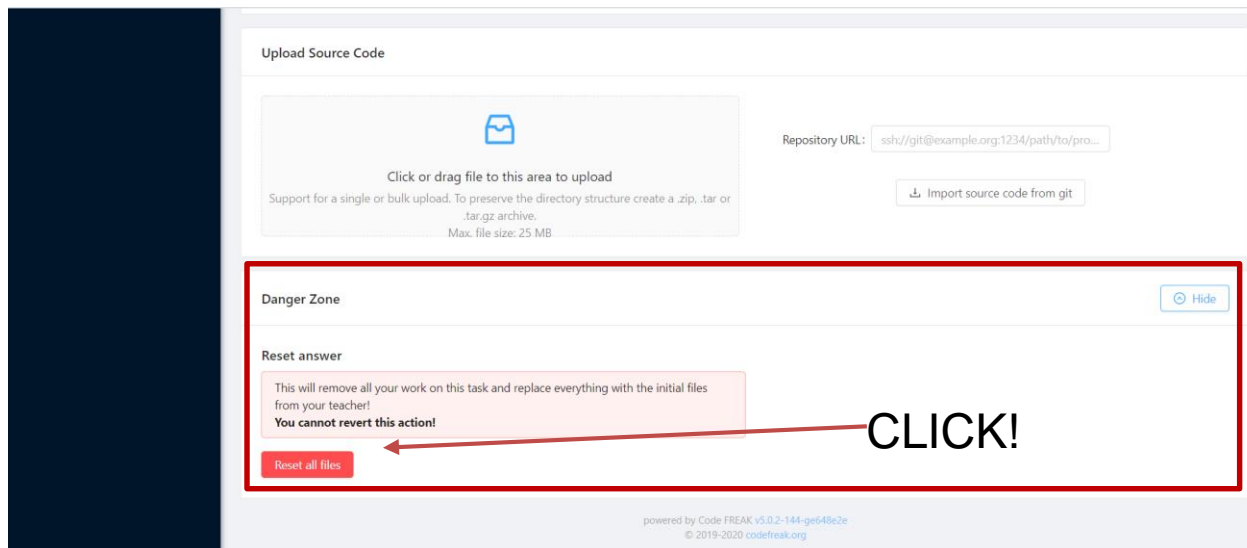 Upload Source Code
Click or drag file to this area to upload
Support for a single or bulk upload. To preserve the directory structure create a .zip, .tar or
.tar.gz archive.
Max. file size: 25 MB
Repository URL: ssh://git@example.org:1234/path/to/pro...
Import source code from git
Danger Zone
Hide
Reset answer
This will remove all your work on this task and replace everything with the initial files
from your teacher!
You cannot revert this action!
CLICK!
Reset all files
powered by Code FREAK v5.0.2-144-ge648e2e
© 2019-2020 codefreak.org